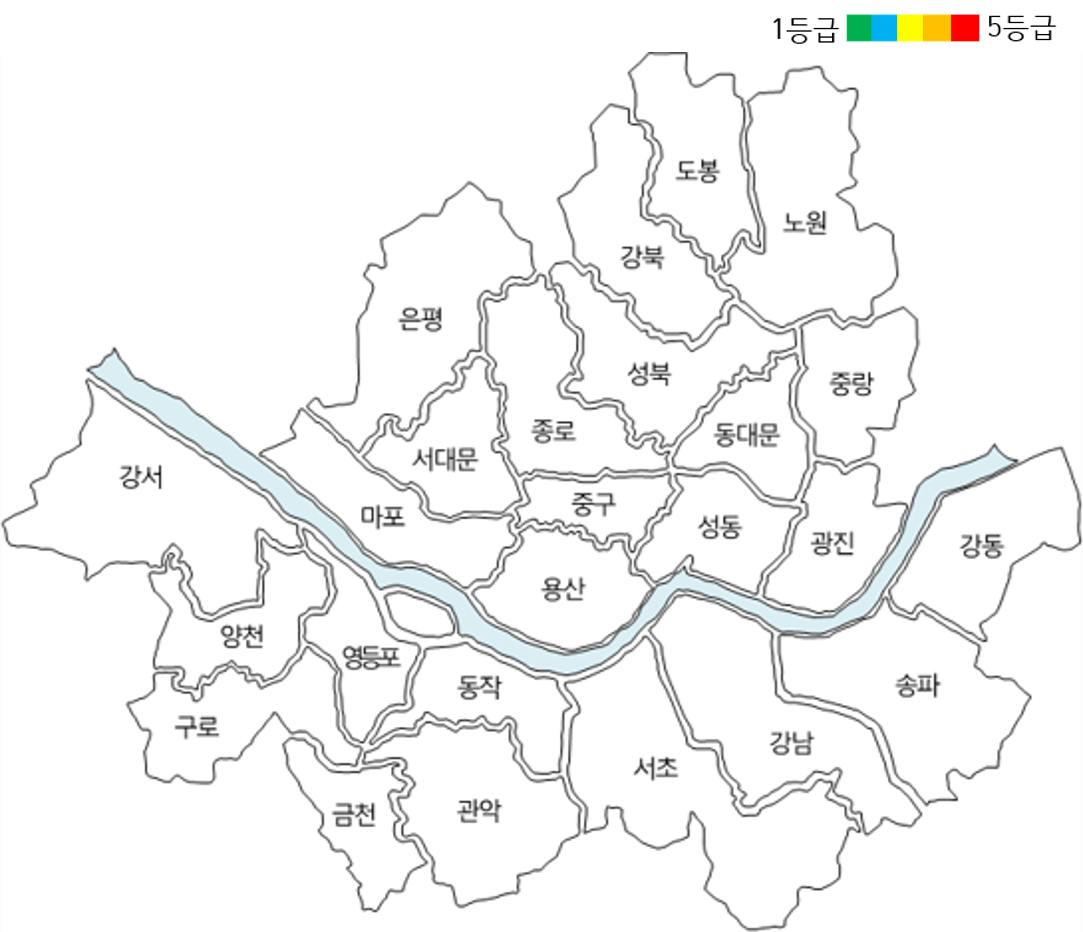 1등급 5등급
도봉
노원
강북
은평
성북
중랑
종로
동대문
서대문
강서
중구
마포
성동
광진
강동
용산
양천
영등포
동작
송파
구로
강남
서초
금천
관악